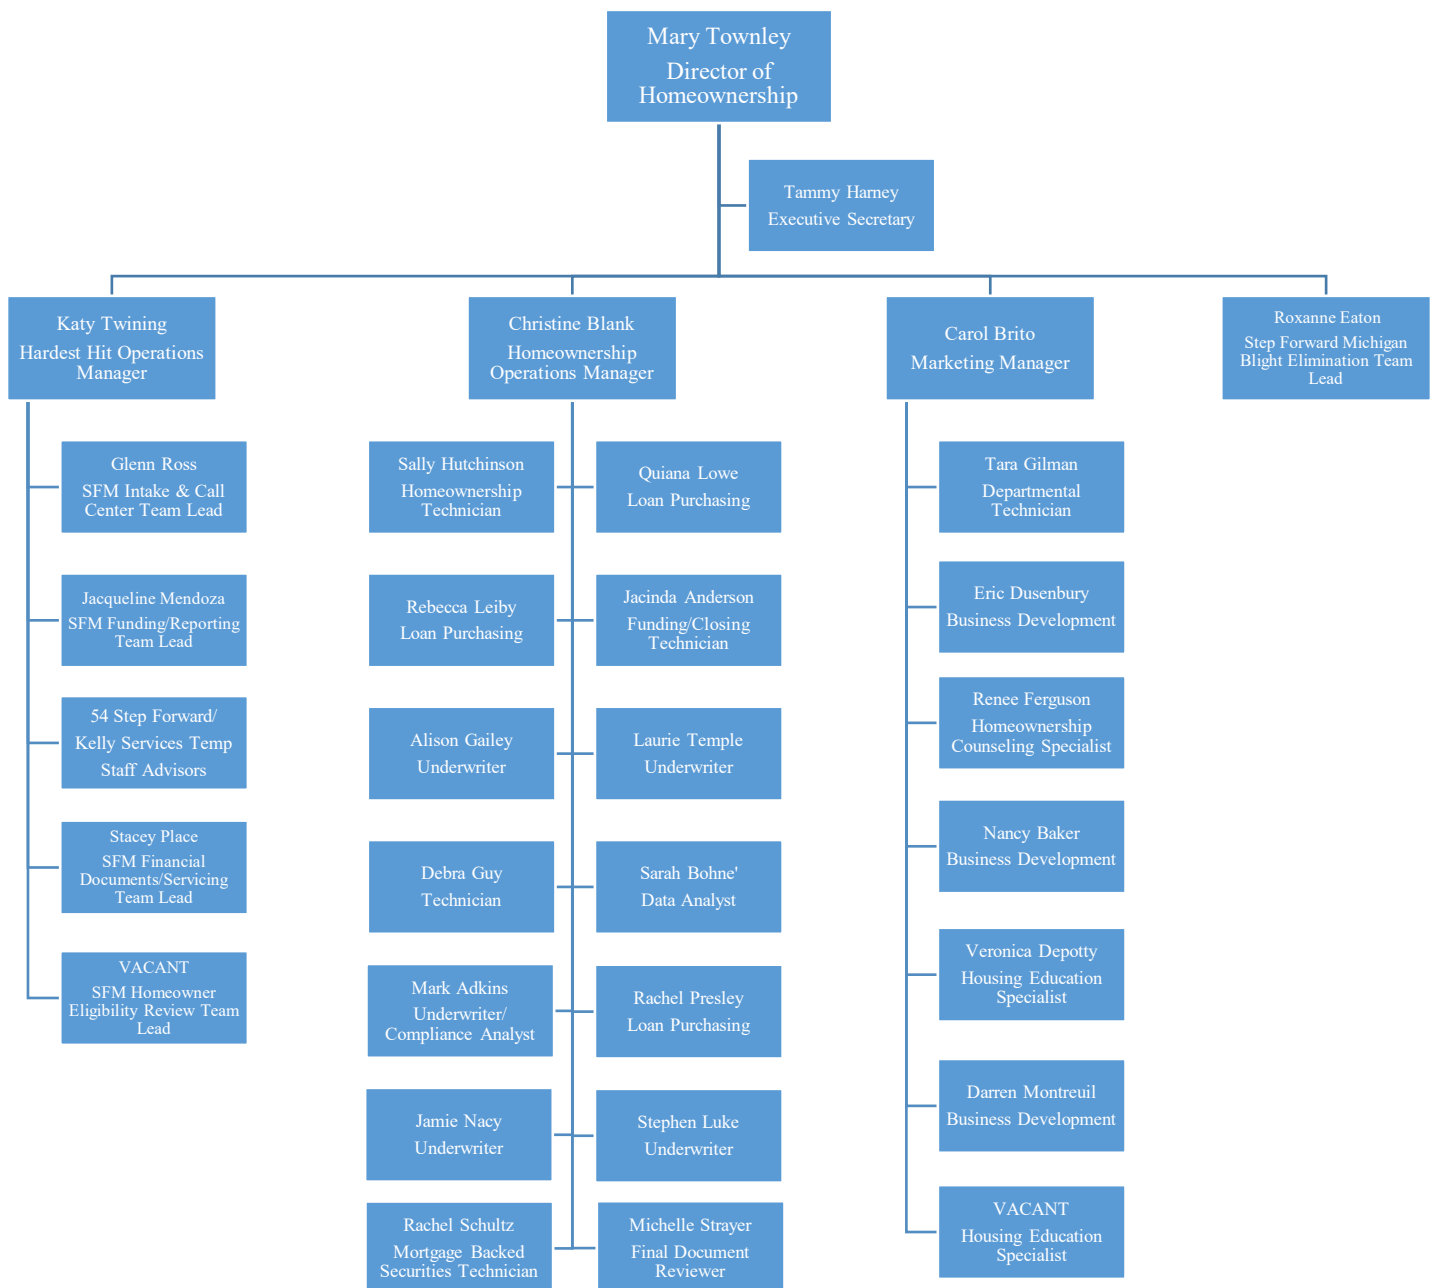 Mary Townley
Director of
Homeownership
Tammy Harney
Executive Secretary
Katy Twining
Hardest Hit Operations
Manager
Christine Blank
Homeownership
Operations Manager
Carol Brito
Marketing Manager
Roxanne Eaton
Step Forward Michigan
Blight Elimination Team
Lead
Glenn Ross
SFM Intake & Call
Center Team Lead
Jacqueline Mendoza
SFM Funding/Reporting
Team Lead
54 Step Forward/
Kelly Services Temp
Staff Advisors
Stacey Place
SFM Financial
Documents/Servicing
Team Lead
VACANT
SFM Homeowner
Eligibility Review Team
Lead
Sally Hutchinson
Homeownership
Technician
Quiana Lowe
Loan Purchasing
Rebecca Leiby
Loan Purchasing
Jacinda Anderson
Funding/Closing
Technician
Alison Gailey
Underwriter
Laurie Temple
Underwriter
Debra Guy
Technician
Sarah Bohne'
Data Analyst
Mark Adkins
Underwriter/
Compliance Analyst
Rachel Presley
Loan Purchasing
Jamie Nacy
Underwriter
Stephen Luke
Underwriter
Rachel Schultz
Mortgage Backed
Securities Technician
Michelle Strayer
Final Document
Reviewer
Tara Gilman
Departmental
Technician
Eric Dusenbury
Business Development
Renee Ferguson
Homeownership
Counseling Specialist
Nancy Baker
Business Development
Veronica Depotty
Housing Education
Specialist
Darren Montreuil
Business Development
VACANT
Housing Education
Specialist